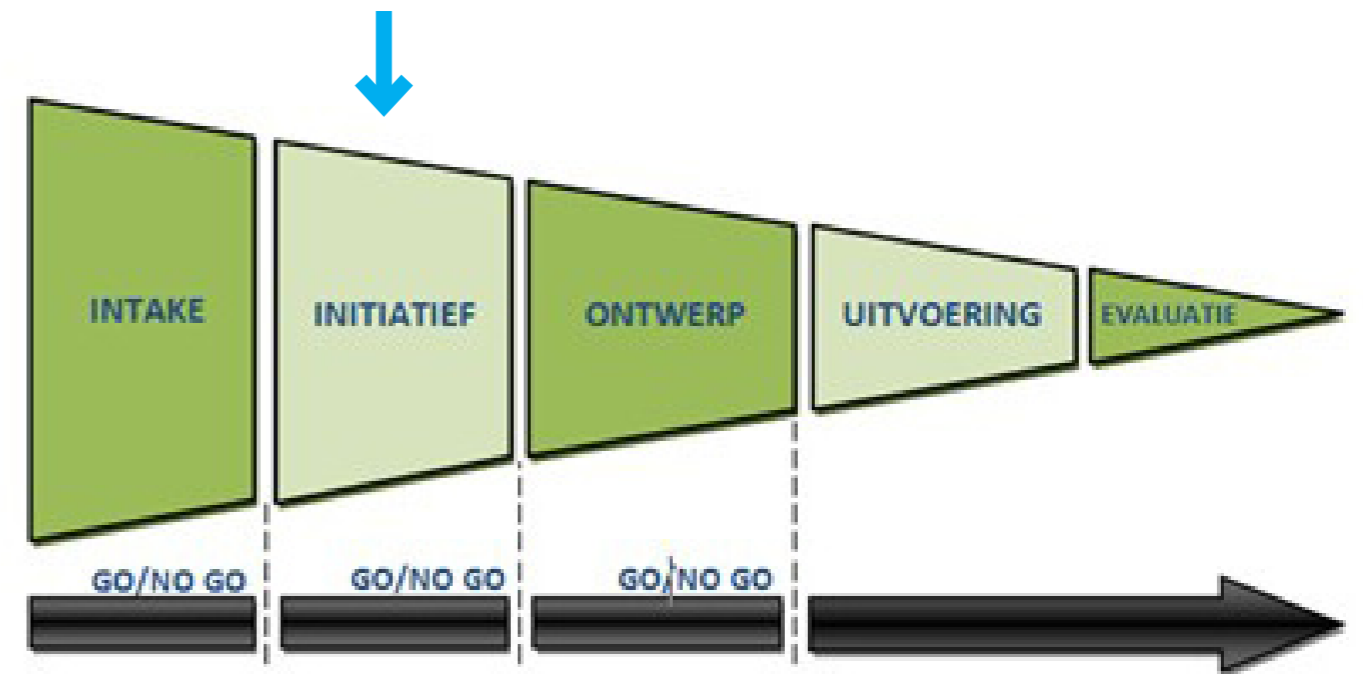 INTAKE
INITIATIEF
ONTWERP
UITVOERING
EVALUATIE
GO/NO GO
GO/NO GO
GO/NO GO